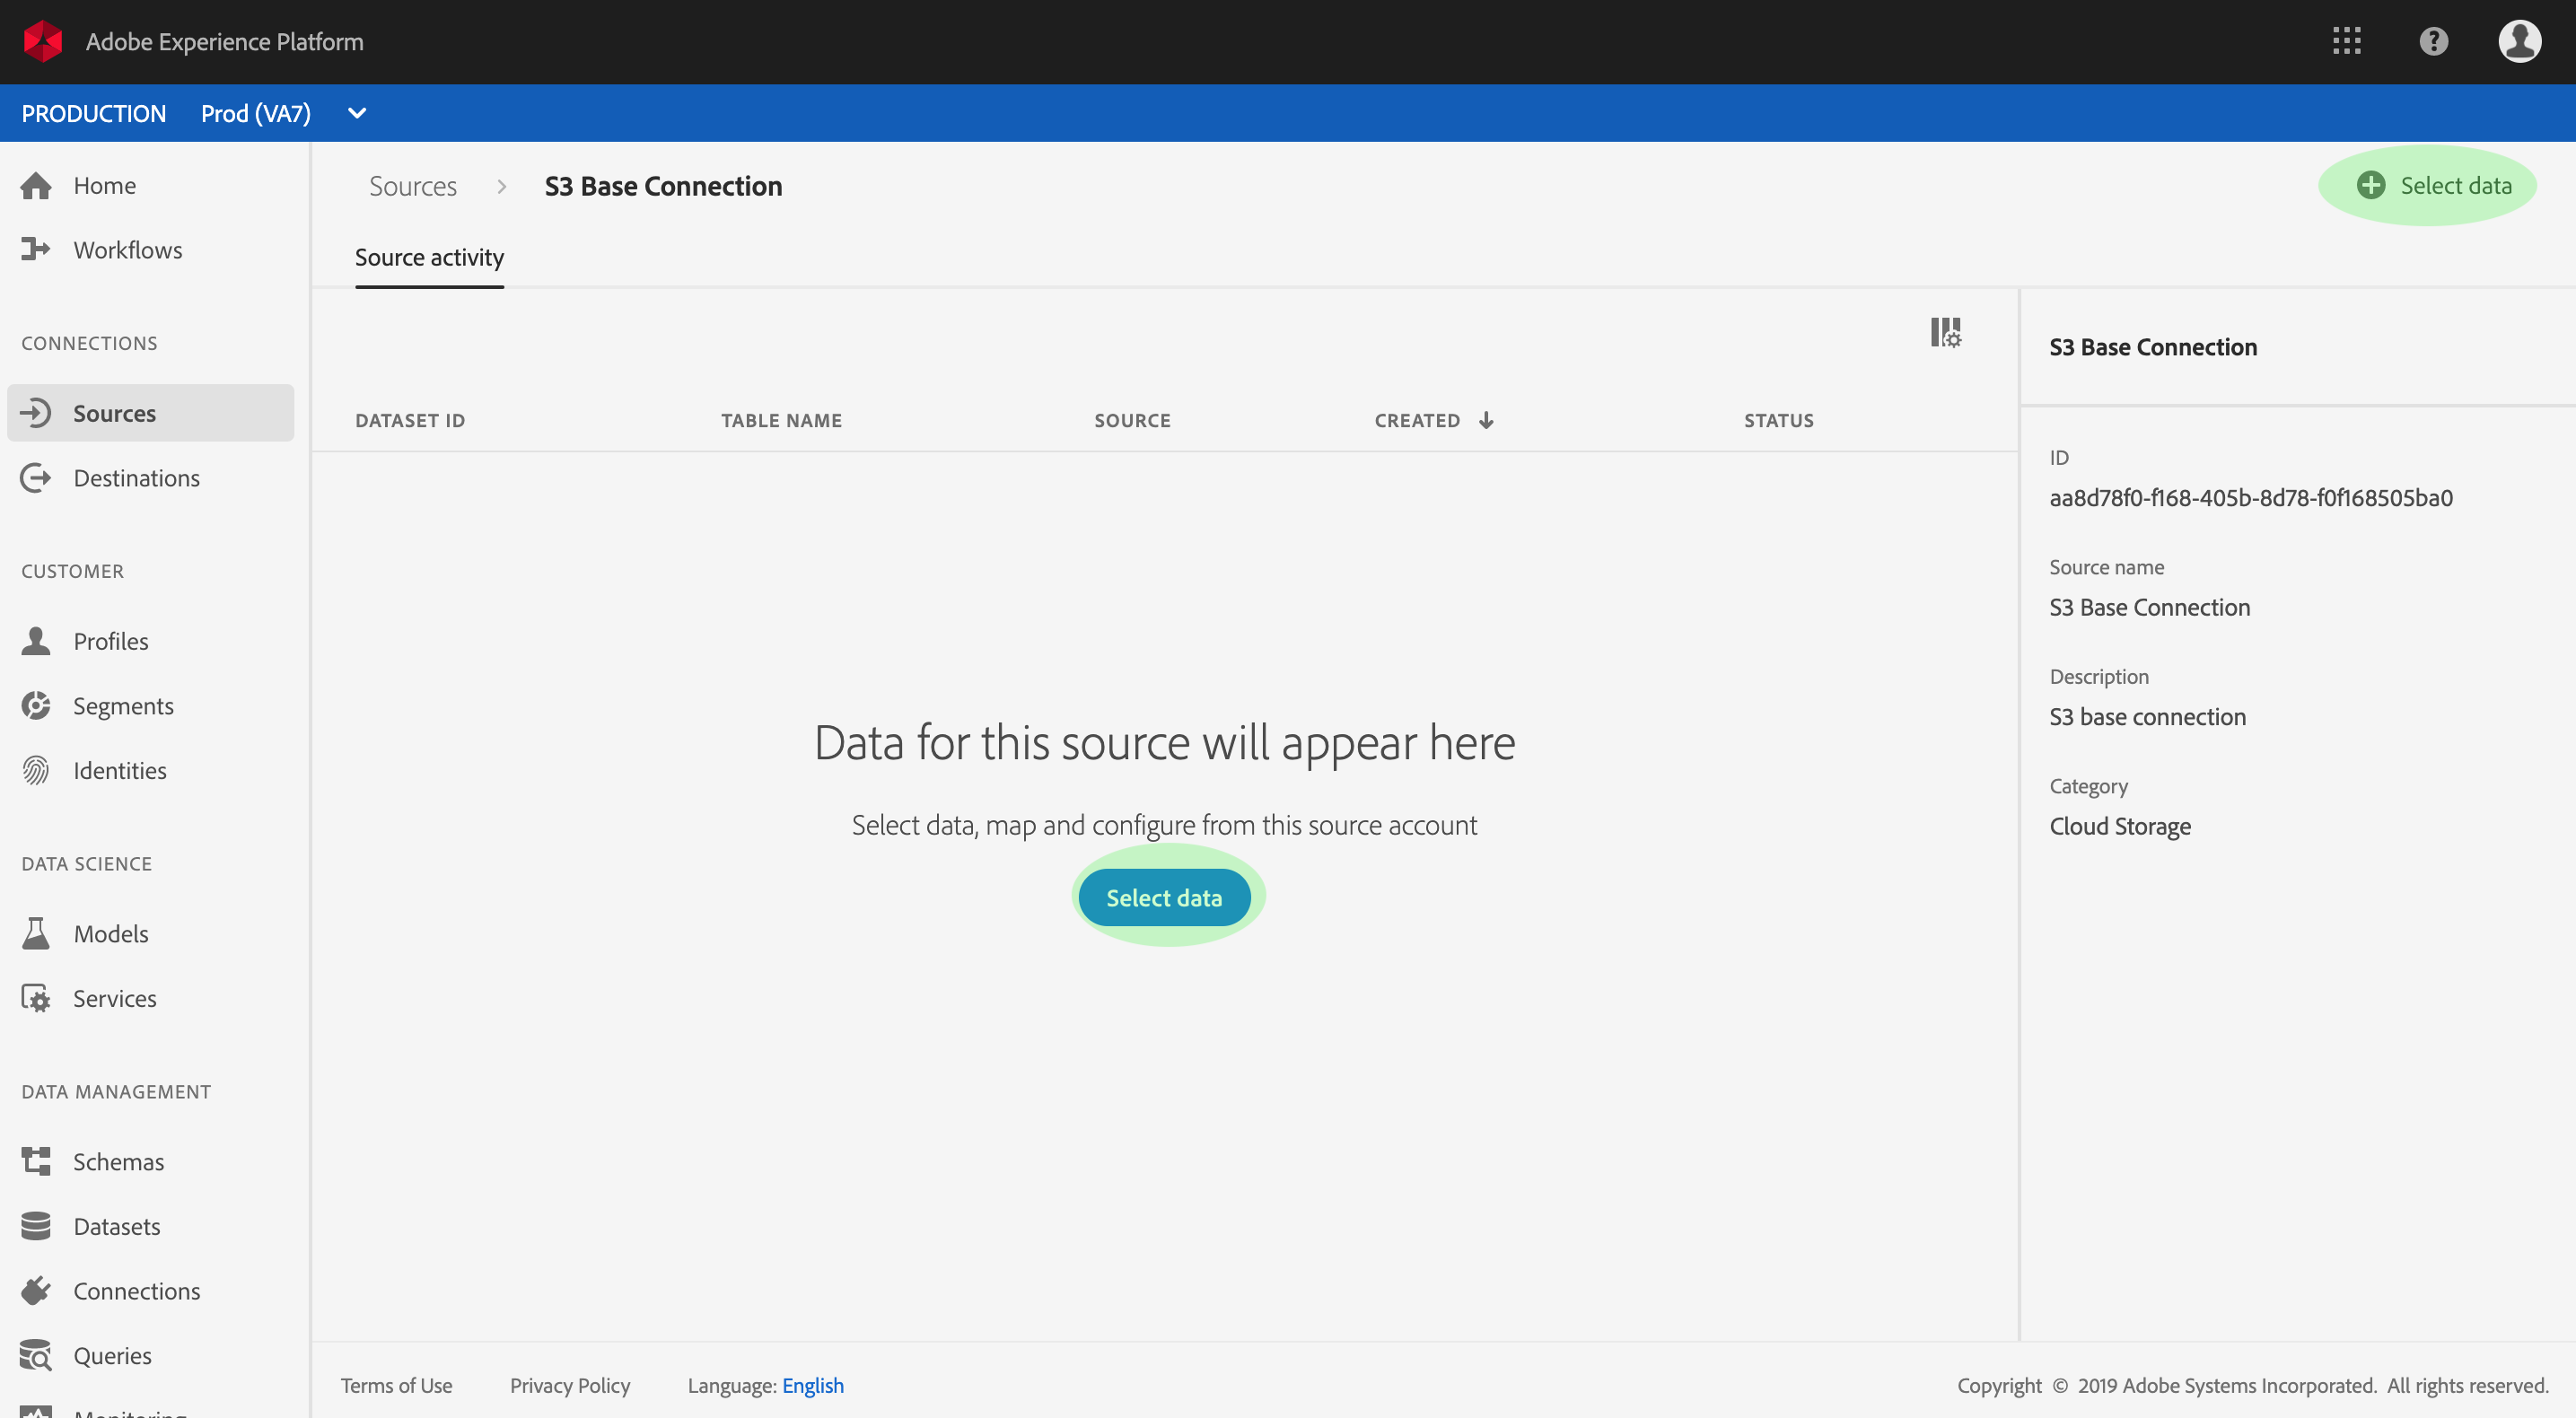 Adobe Experience Platform
PRODUCTION Prod (VA7)
Home
Workflows
CONNECTIONS
Sources
Destinations
CUSTOMER
Profiles
Segments
Identities
DATA SCIENCE
Models
Services
DATA MANAGEMENT
Schemas
Datasets
Connections
Queries
Monitoring
Sources > S3 Base Connection
Select data
Source activity
DATASET ID TABLE NAME SOURCE CREATED STATUS
Data for this source will appear here
Select data, map and configure from this source account
Select data
S3 Base Connection
ID
aa8d78f0-f168-405b-8d78-f0f168505ba0
Source name
S3 Base Connection
Description
S3 base connection
Category
Cloud Storage
Terms of Use Privacy Policy Language: English
Copyright © 2019 Adobe Systems Incorporated. All rights reserved.